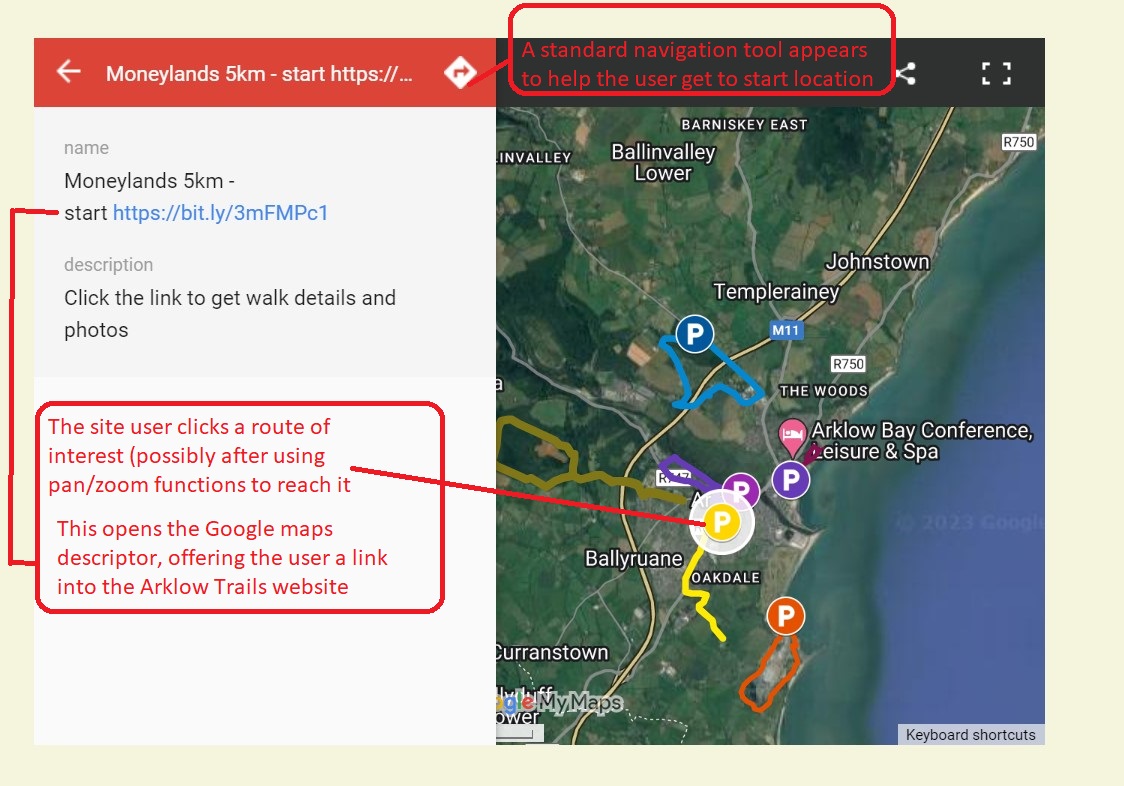 Moneylands 5km - start https://...
A standard navigation tool appears
to help the user get to start location
name
Moneylands 5km -
start https://bit.ly/3mFMPc1
description
Click the link to get walk details and
photos
The site user clicks a route of
interest (possibly after using
pan/zoom functions to reach it
This opens the Google maps
descriptor, offering the user a link
into the Arklow Trails website
BARNISKEY EAST
R750
INVALLEY
Ballinvalley
Lower
Johnstown
Templerainey
P
M11
R750
a
THE WOODS
Arklow Bay Conference,
Leisure & Spa
P
P
Ar
P
© 2023 Google
Ballyruane
OAKDALE
P
Curranstown
My Maps
ower
Keyboard shortcuts